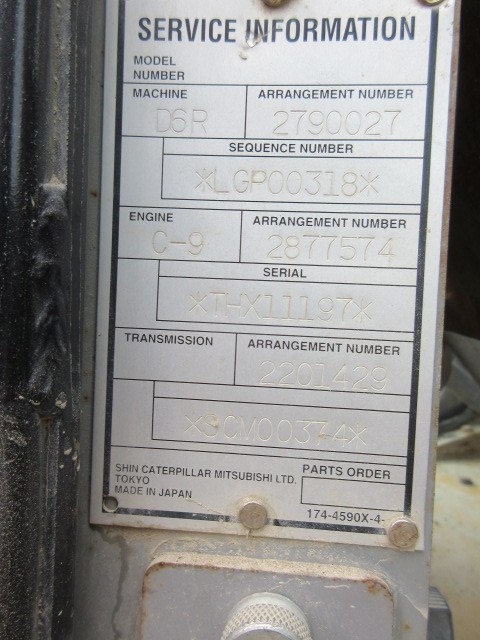 SERVICE INFORMATION
MODEL
NUMBER
MACHINE ARRANGEMENT NUMBER
D6R 2790027
SEQUENCE NUMBER
*LGP00318*
ENGINE ARRANGEMENT NUMBER
C-9 2877574
SERIAL
*THX11197*
TRANSMISSION ARRANGEMENT NUMBER
2201429
*9CM00374*
SHIN CATERPILLAR MITSUBISHI LTD. PARTS ORDER
TOKYO
MADE IN JAPAN
174-4590X-4-